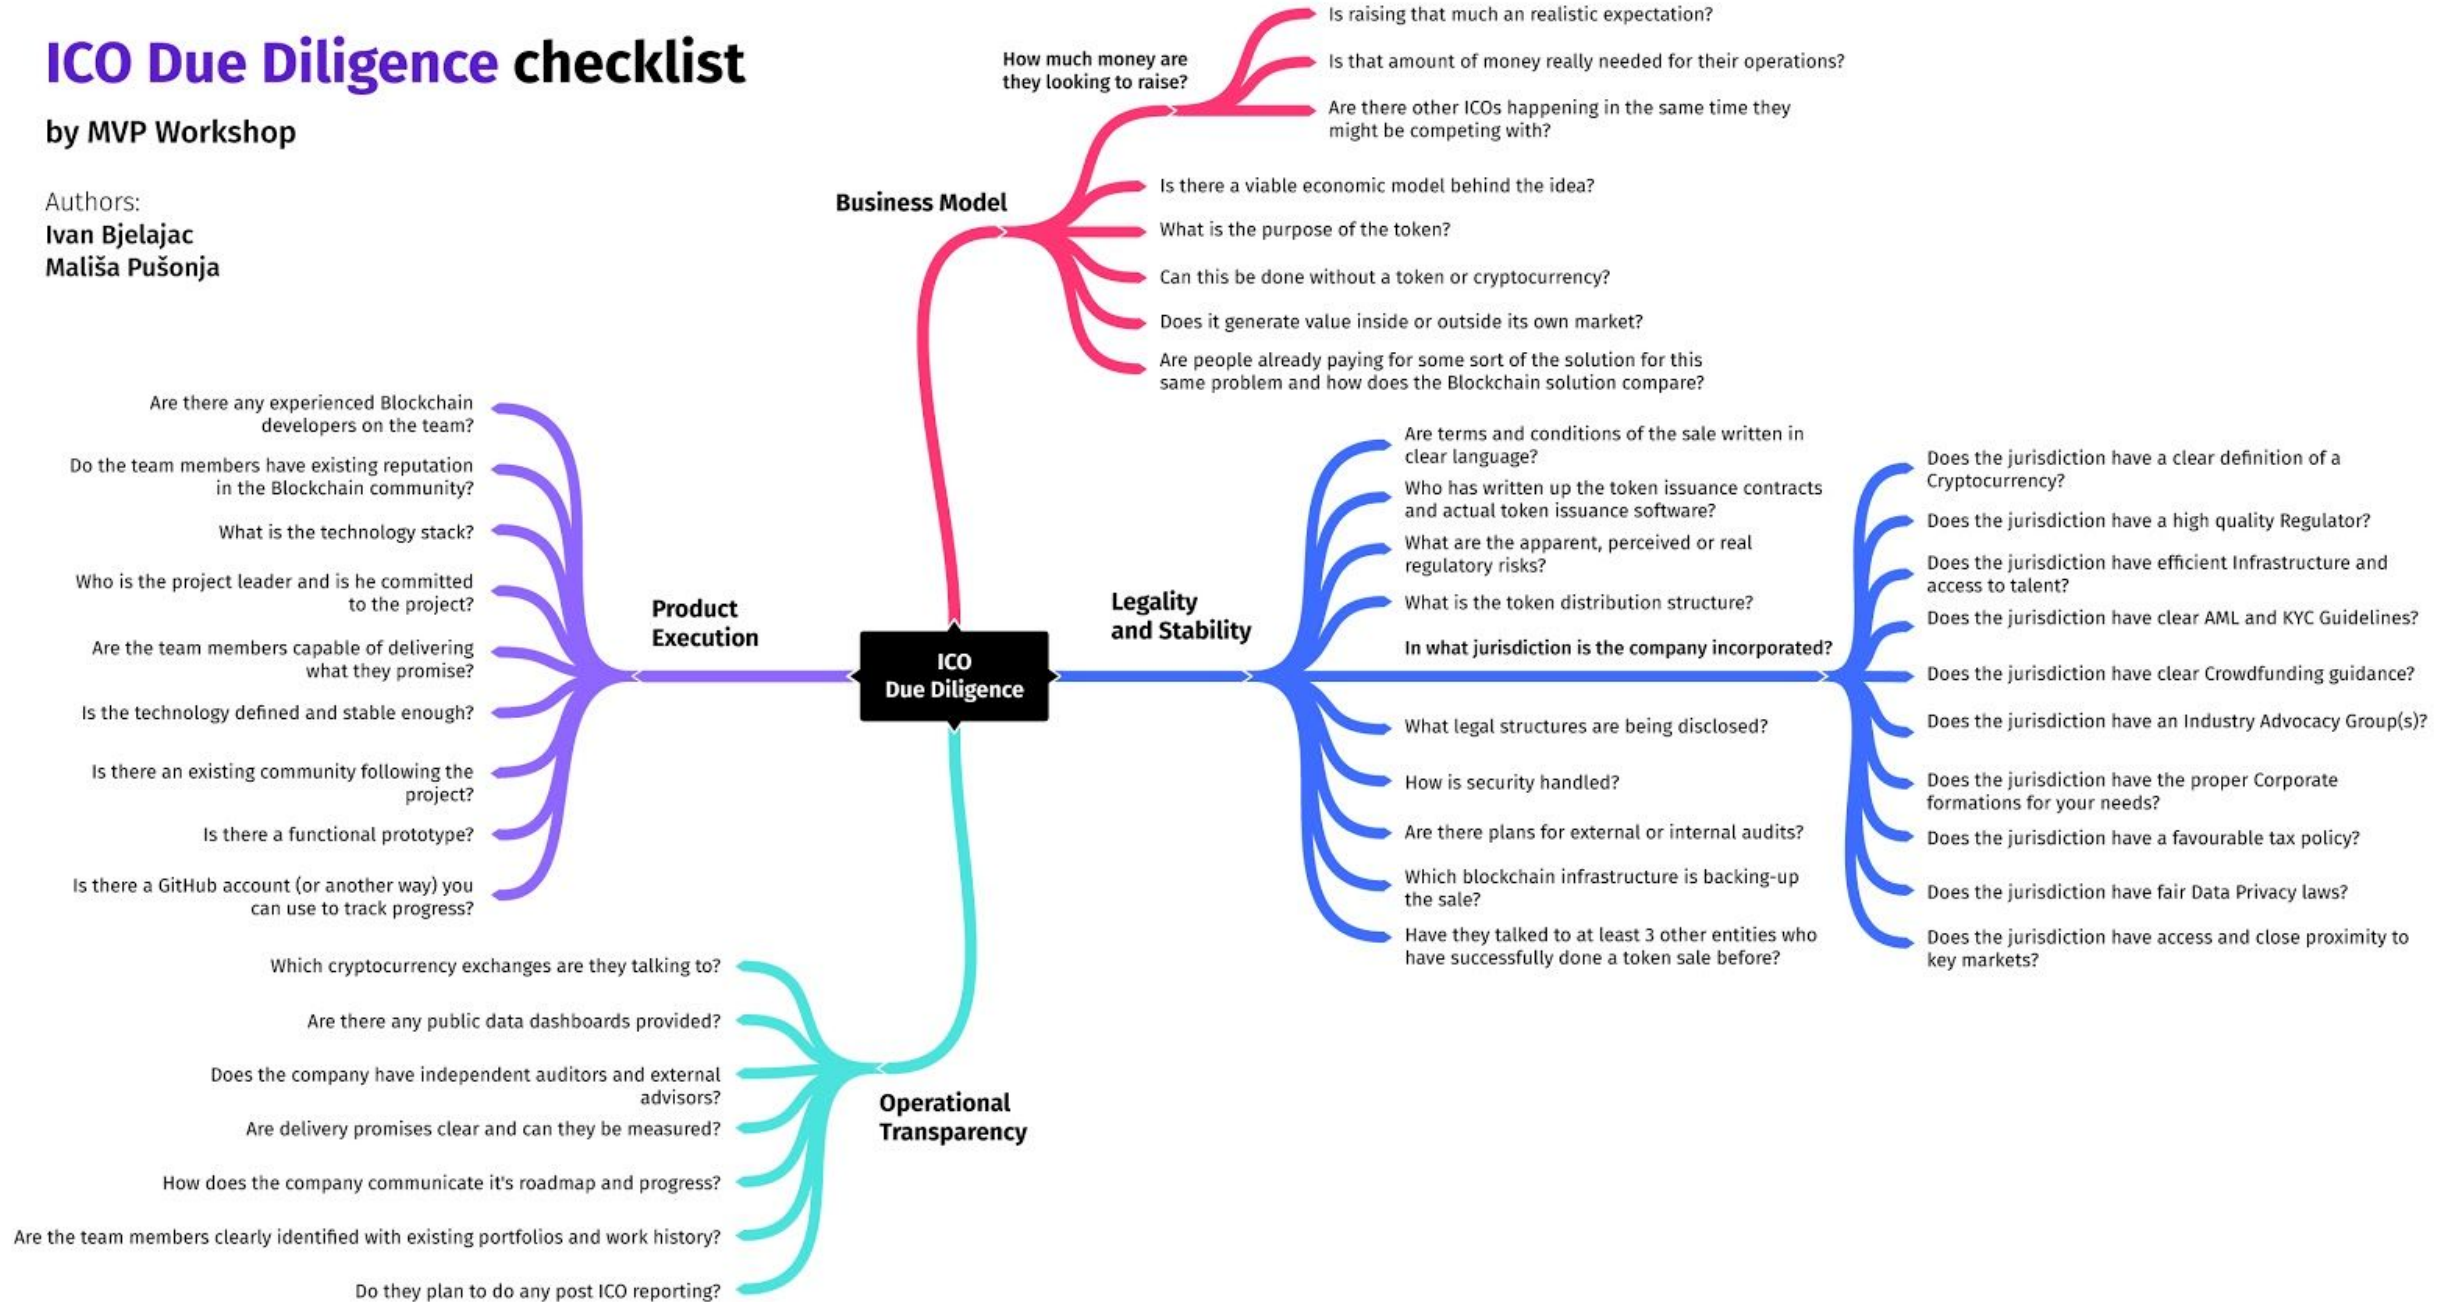 ICO Due Diligence checklist
by MVP Workshop
Authors:
Ivan Bjelajac
Mališa Pušonja
How much money are
they looking to raise?
Is raising that much an realistic expectation?
Is that amount of money really needed for their operations?
Are there other ICOs happening in the same time they
might be competing with?
Business Model
Is there a viable economic model behind the idea?
What is the purpose of the token?
Can this be done without a token or cryptocurrency?
Does it generate value inside or outside its own market?
Are people already paying for some sort of the solution for this
same problem and how does the Blockchain solution compare?
Are there any experienced Blockchain
developers on the team?
Do the team members have existing reputation
in the Blockchain community?
What is the technology stack?
Who is the project leader and is he committed
to the project?
Are the team members capable of delivering
what they promise?
Is the technology defined and stable enough?
Is there an existing community following the
project?
Is there a functional prototype?
Is there a GitHub account (or another way) you
can use to track progress?
Product
Execution
ICO
Due Diligence
Legality
and Stability
Are terms and conditions of the sale written in
clear language?
Who has written up the token issuance contracts
and actual token issuance software?
What are the apparent, perceived or real
regulatory risks?
What is the token distribution structure?
In what jurisdiction is the company incorporated?
What legal structures are being disclosed?
How is security handled?
Are there plans for external or internal audits?
Which blockchain infrastructure is backing-up
the sale?
Have they talked to at least 3 other entities who
have successfully done a token sale before?
Does the jurisdiction have a clear definition of a
Cryptocurrency?
Does the jurisdiction have a high quality Regulator?
Does the jurisdiction have efficient Infrastructure and
access to talent?
Does the jurisdiction have clear AML and KYC Guidelines?
Does the jurisdiction have clear Crowdfunding guidance?
Does the jurisdiction have an Industry Advocacy Group(s)?
Does the jurisdiction have the proper Corporate
formations for your needs?
Does the jurisdiction have a favourable tax policy?
Does the jurisdiction have fair Data Privacy laws?
Does the jurisdiction have access and close proximity to
key markets?
Which cryptocurrency exchanges are they talking to?
Are there any public data dashboards provided?
Does the company have independent auditors and external
advisors?
Are delivery promises clear and can they be measured?
How does the company communicate it's roadmap and progress?
Are the team members clearly identified with existing portfolios and work history?
Do they plan to do any post ICO reporting?
Operational
Transparency